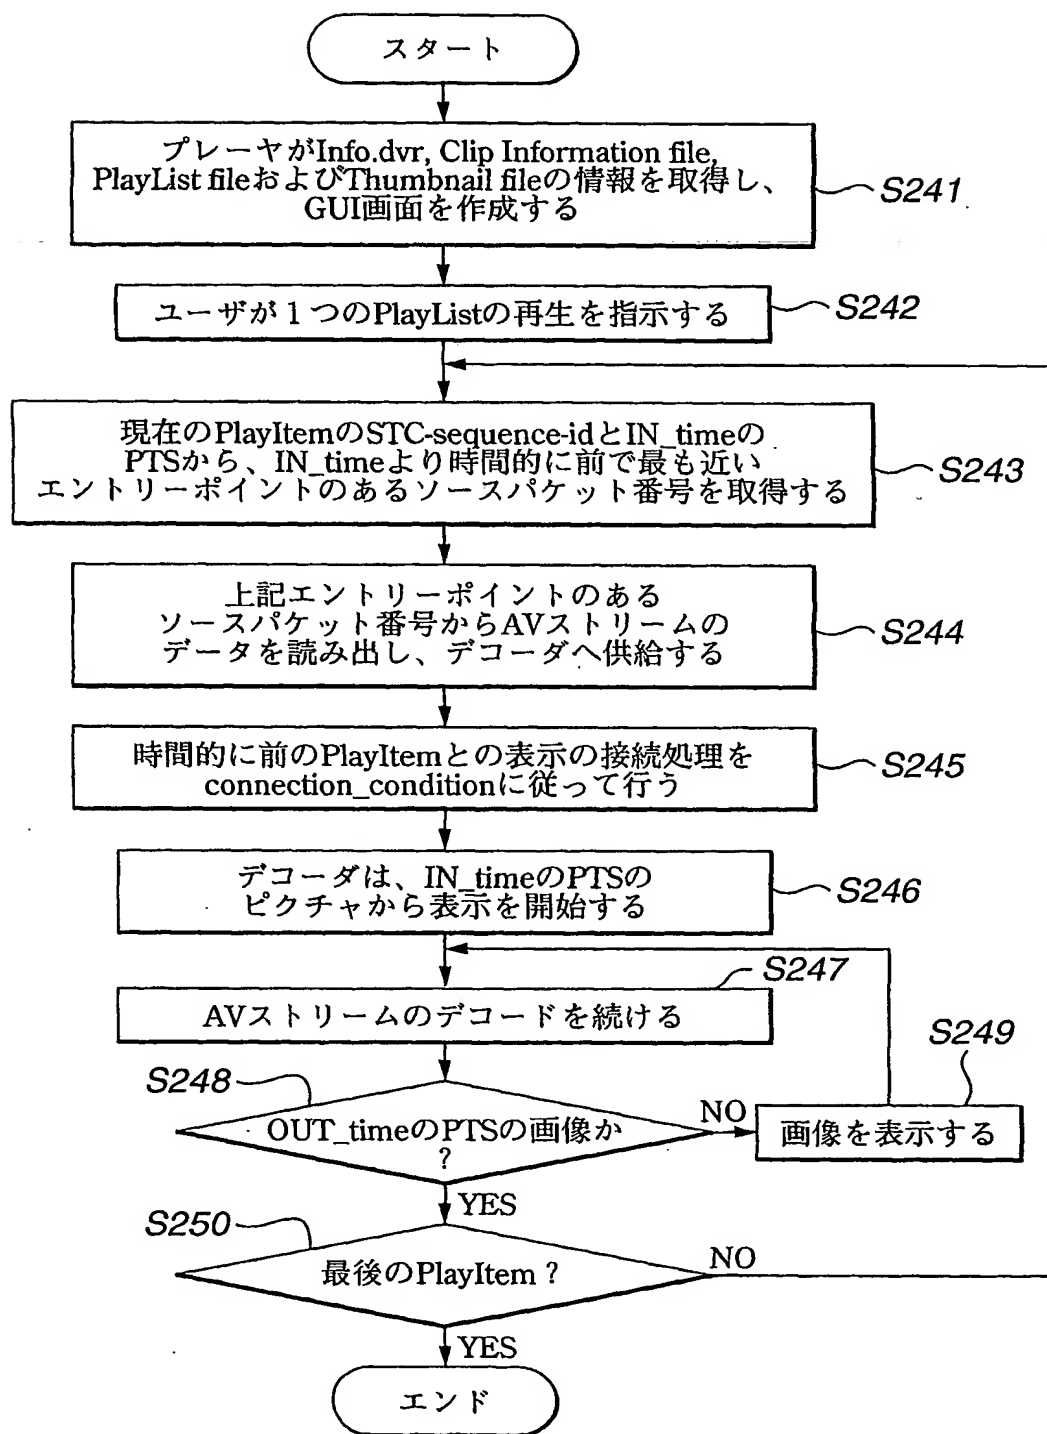 スタート
プレーヤがInfo.dvr, Clip Information file,
PlayList fileおよびThumbnail fileの情報を取得し、
GUI画面を作成する
S241
ユーザが1つのPlayListの再生を指示する
S242
現在のPlayItemのSTC-sequence-idとIN_timeの
PTSから、IN_timeより時間的に前で最も近い
エントリーポイントのあるソースパケット番号を取得する
S243
上記エントリーポイントのある
ソースパケット番号からAVストリームの
データを読み出し、デコーダへ供給する
S244
時間的に前のPlayItemとの表示の接続処理を
connection_conditionに従って行う
S245
デコーダは、IN_timeのPTSの
ピクチャから表示を開始する
S246
S247
AVストリームのデコードを続ける
S249
S248
OUT_timeのPTSの画像か
?
NO
画像を表示する
YES
S250
最後のPlayItem?
NO
YES
エンド